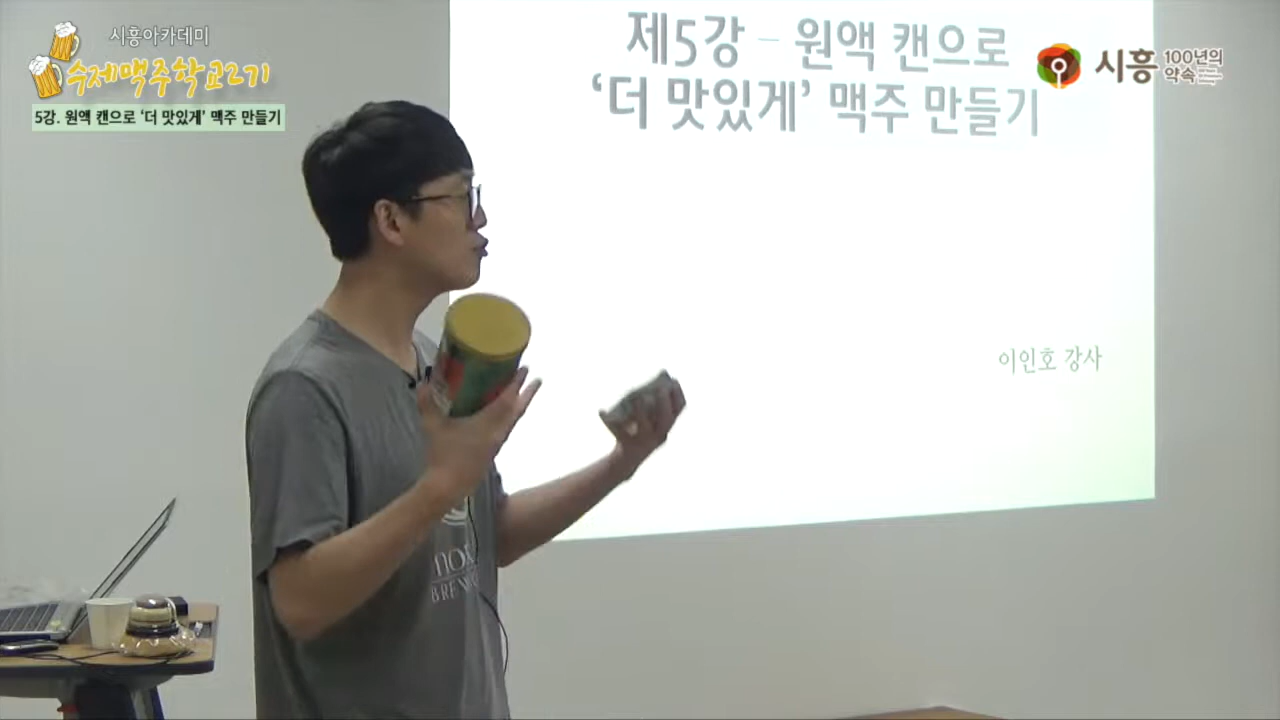 시흥아카데미
수제맥주학교2기
5강. 원액 캔으로 '더 맛있게' 맥주 만들기
제5강 - 원액 캔으로
'더 맛있게' 맥주 만들기
시흥 100년의
약속
이인호 강사